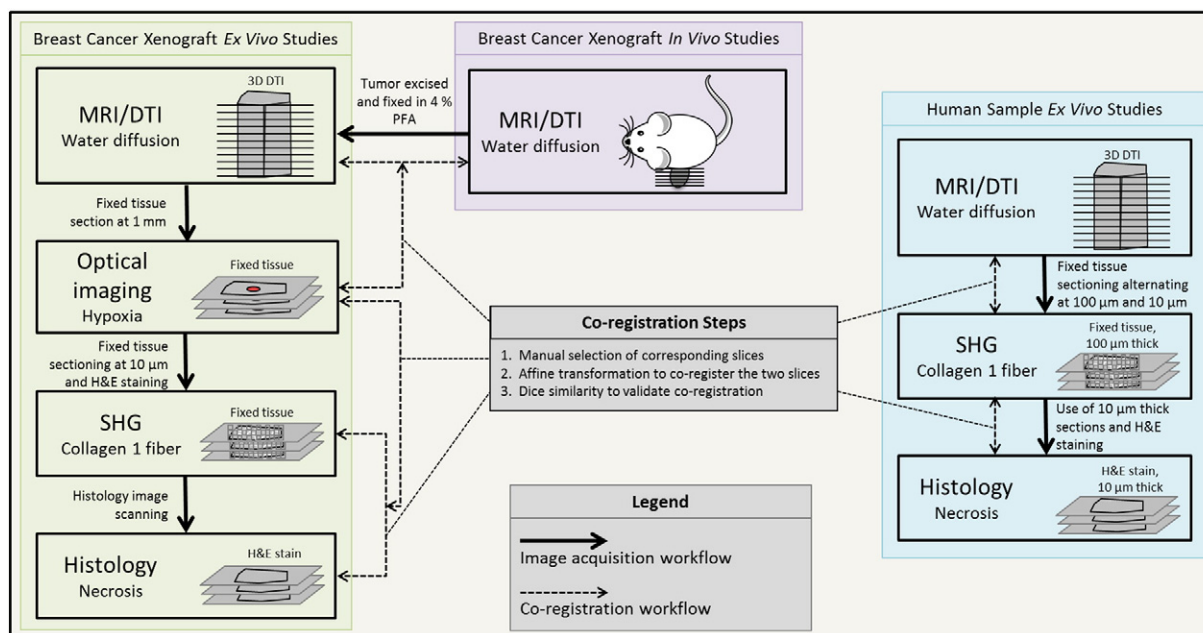 Breast Cancer Xenograft Ex Vivo Studies
MRI/DTI
Water diffusion
3D DTI
Fixed tissue
section at 1 mm
Optical
imaging
Hypoxia
Fixed tissue
Fixed tissue
sectioning at 10 µm
and H&E staining
SHG
Collagen 1 fiber
Fixed tissue
Histology image
scanning
Histology
Necrosis
H&E stain
Tumor excised
and fixed in 4 %
PFA
Breast Cancer Xenograft In Vivo Studies
MRI/DTI
Water diffusion
Co-registration Steps
1. Manual selection of corresponding slices
2. Affine transformation to co-register the two slices
3. Dice similarity to validate co-registration
Legend
Image acquisition workflow
Co-registration workflow
Human Sample Ex Vivo Studies
MRI/DTI
Water diffusion
3D DTI
Fixed tissue
sectioning alternating
at 100 µm and 10 µm
SHG
Collagen 1 fiber
Fixed tissue,
100 µm thick
Use of 10 µm thick
sections and H&E
staining
Histology
Necrosis
H&E stain,
10 µm thick